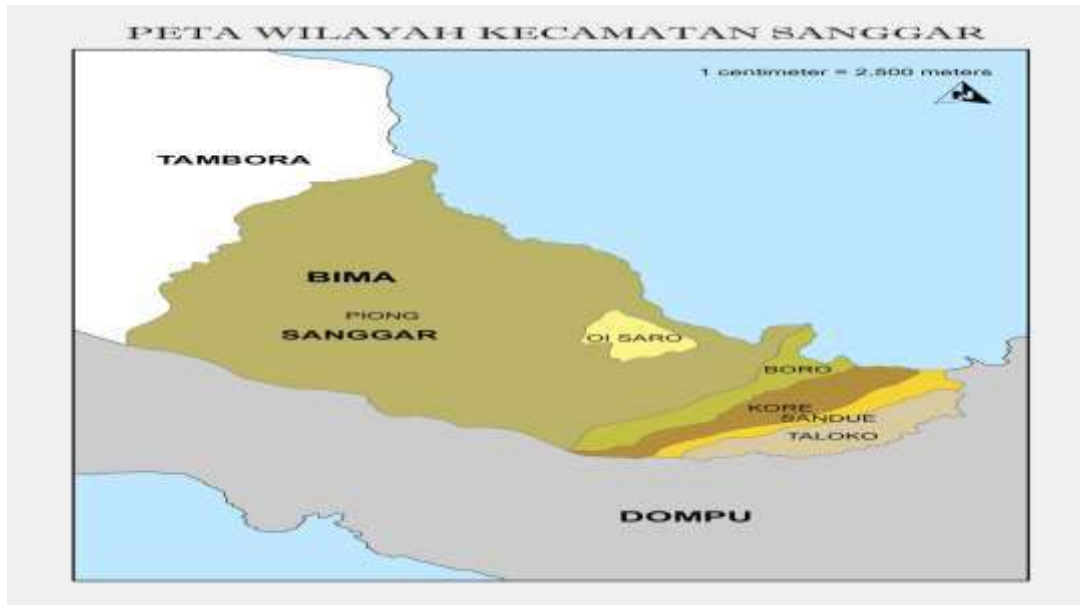 PETA WILAYAH KECAMATAN SANGGAR
1 centimeter = 2,500 meters
TAMBORA
BIMA
PIONG
SANGGAR
OI SARO
BORO
KORE
SANDUE
TALOKO
DOMPU